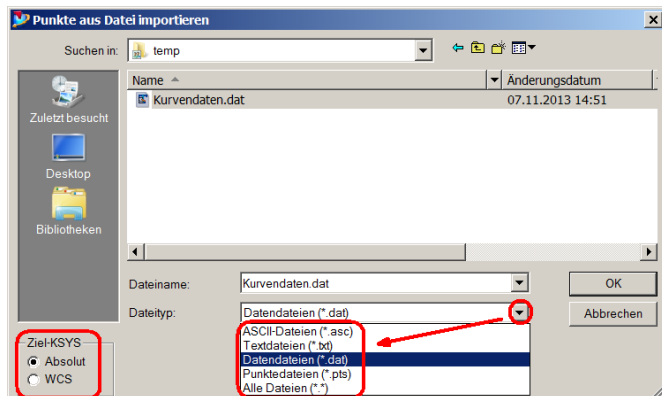 Punkte aus Datei importieren
Suchen in: temp
Name Änderungsdatum
Kurvendaten.dat 07.11.2013 14:51
Zuletzt besucht
Desktop
Bibliotheken
Dateiname: Kurvendaten.dat OK
Dateityp: Datendateien (*.dat) Abbrechen
ASCII-Dateien (*.asc)
Textdateien (*.txt)
Datendateien (*.dat)
Punktedateien (*.pts)
Alle Dateien (*.*)
Ziel-KSYS
Absolut
WCS